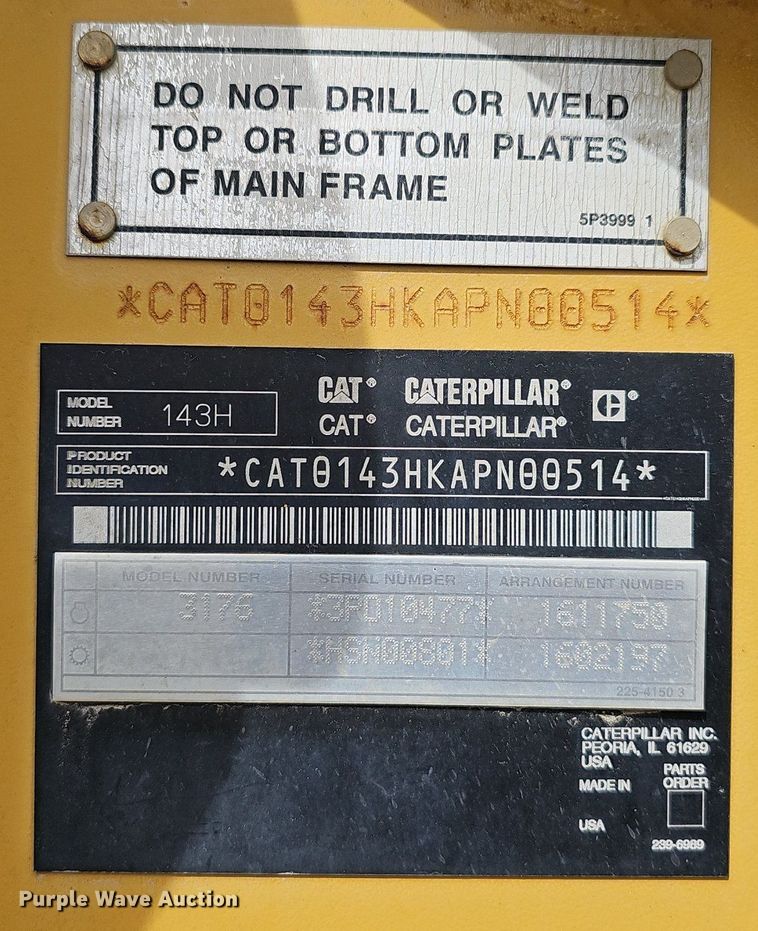 DO NOT DRILL OR WELD
TOP OR BOTTOM PLATES
OF MAIN FRAME
5P3999 1
*CAT0143HKAPN00514*
MODEL NUMBER 143H
CAT® CATERPILLAR®
CAT® CATERPILLAR®
PRODUCT IDENTIFICATION NUMBER *CAT0143HKAPN00514*
MODEL NUMBER SERIAL NUMBER ARRANGEMENT NUMBER
3176 *3PD10477* 1611750
*HSN00801* 1602197
225-4150 3
CATERPILLAR INC.
PEORIA, IL 61629
USA
MADE IN PARTS ORDER
USA
239-6989
Purple Wave Auction